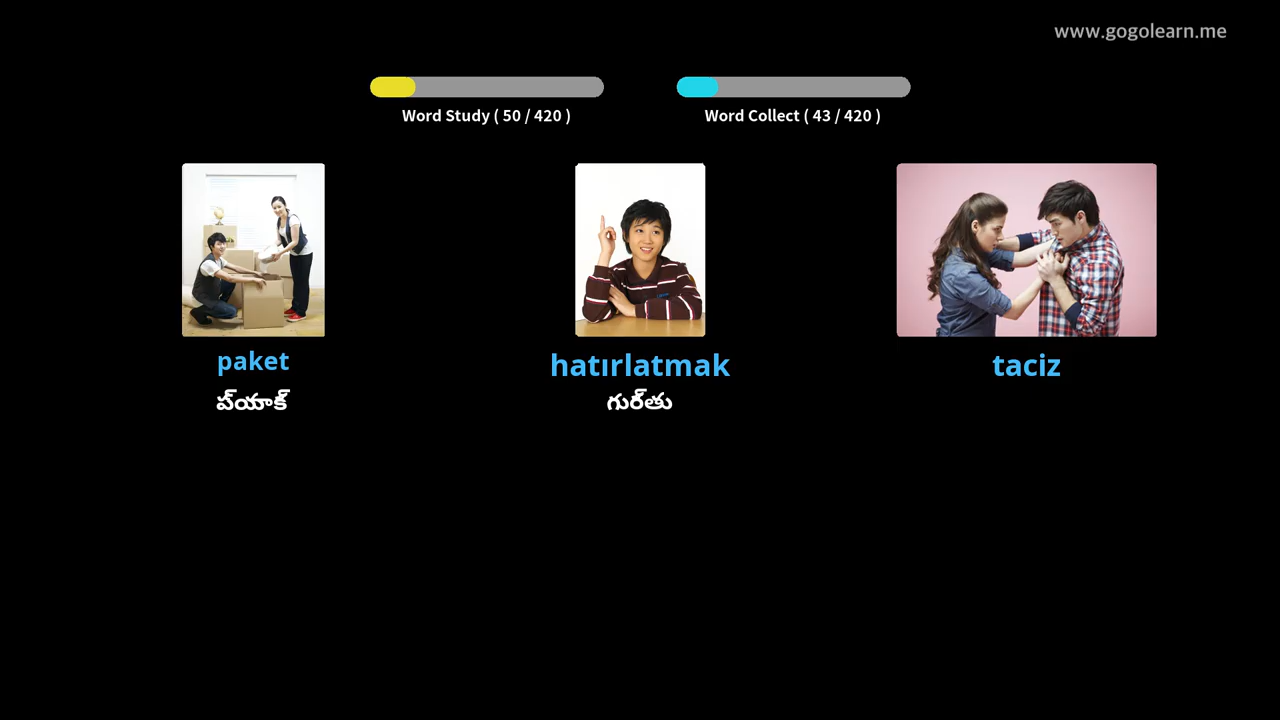 www.gogolearn.me
Word Study ( 50 / 420 )
Word Collect ( 43 / 420 )
paket
hatırlatmak
taciz
ప్యాక్
గుర్తు